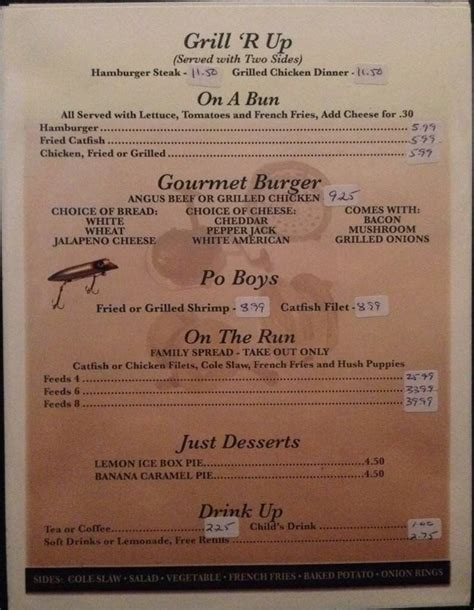 Grill 'R Up
(Served with Two Sides)
Hamburger Steak - 11.50 Grilled Chicken Dinner - 11.50
On A Bun
All Served with Lettuce, Tomatoes and French Fries, Add Cheese for .30
Hamburger 5.99
Fried Catfish 5.99
Chicken, Fried or Grilled 5.99
Gourmet Burger
ANGUS BEEF OR GRILLED CHICKEN 9.25
CHOICE OF BREAD: CHOICE OF CHEESE: COMES WITH:
WHITE CHEDDAR BACON
WHEAT PEPPER JACK MUSHROOM
JALAPENO CHEESE WHITE AMERICAN GRILLED ONIONS
Po Boys
Fried or Grilled Shrimp - 8.99 Catfish Filet - 8.99
On The Run
FAMILY SPREAD - TAKE OUT ONLY
Catfish or Chicken Filets, Cole Slaw, French Fries and Hush Puppies
Feeds 4 25.99
Feeds 6 33.99
Feeds 8 39.99
Just Desserts
LEMON ICE BOX PIE 4.50
BANANA CARAMEL PIE 4.50
Drink Up
Tea or Coffee 2.25 Child's Drink 1.00
Soft Drinks or Lemonade, Free Refills 2.75
SIDES: COLE SLAW • SALAD • VEGETABLE • FRENCH FRIES • BAKED POTATO • ONION RINGS